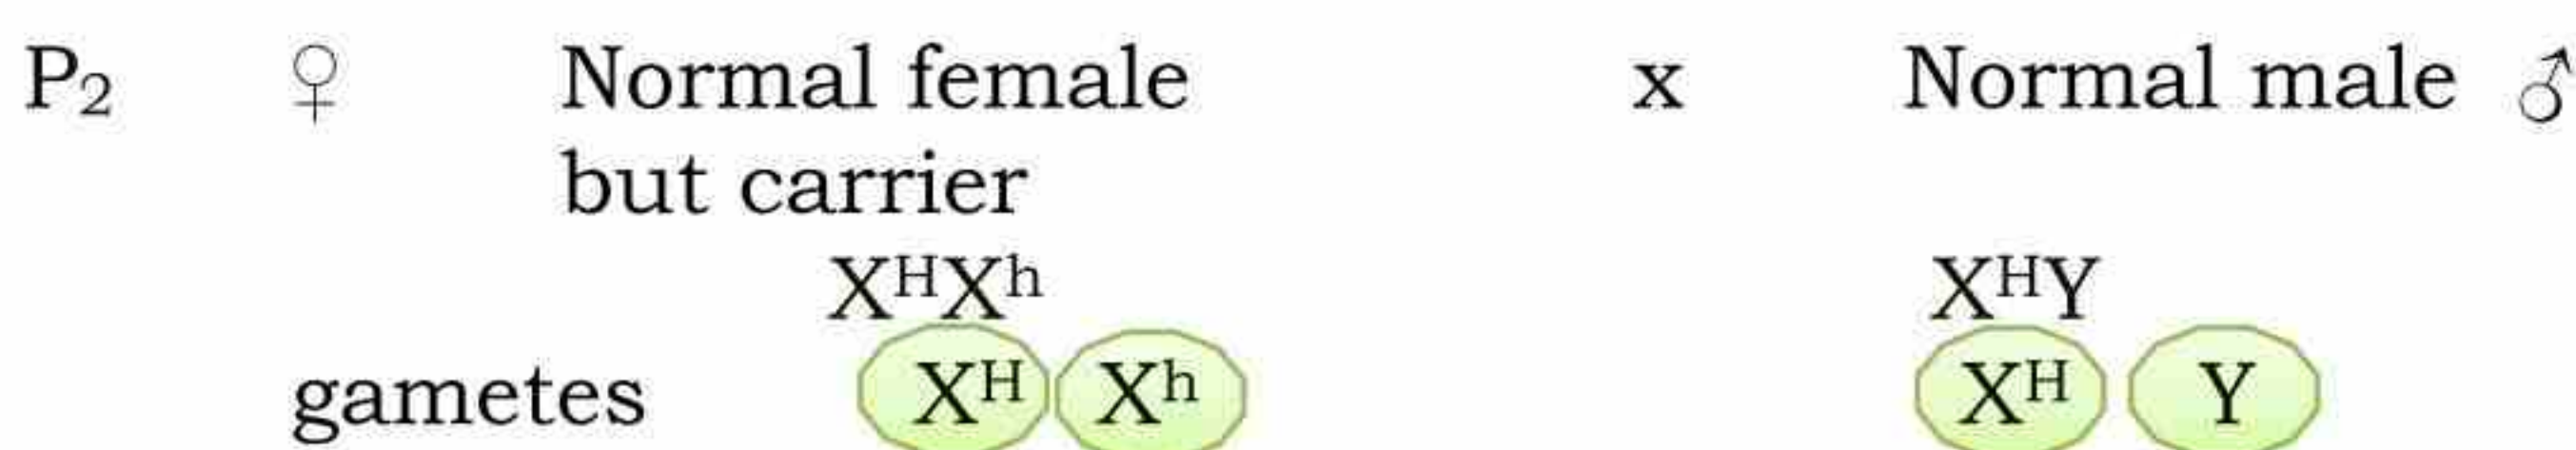 P₂ ♀ Normal female x Normal male ♂
but carrier
XᴴXʰ XᴴY
gametes Xᴴ Xʰ Xᴴ Y